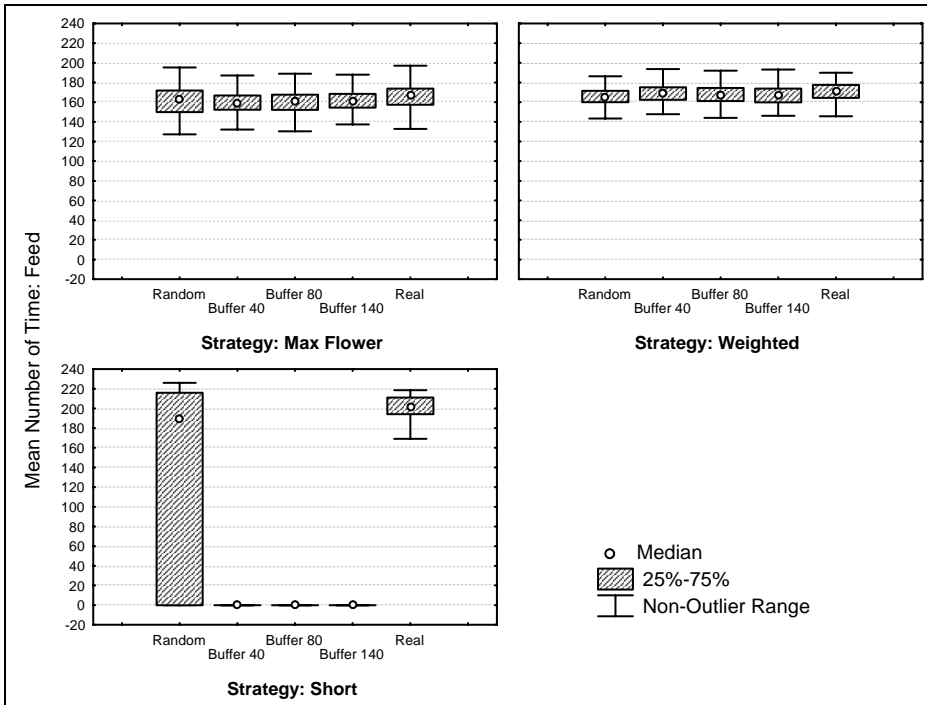 Mean Number of Time: Feed
240
220
200
180
160
140
120
100
80
60
40
20
0
-20
Random Buffer 80 Real
Buffer 40 Buffer 140
Strategy: Max Flower
Random Buffer 80 Real
Buffer 40 Buffer 140
Strategy: Weighted
240
220
200
180
160
140
120
100
80
60
40
20
0
-20
Random Buffer 80 Real
Buffer 40 Buffer 140
Strategy: Short
Median
25%-75%
Non-Outlier Range